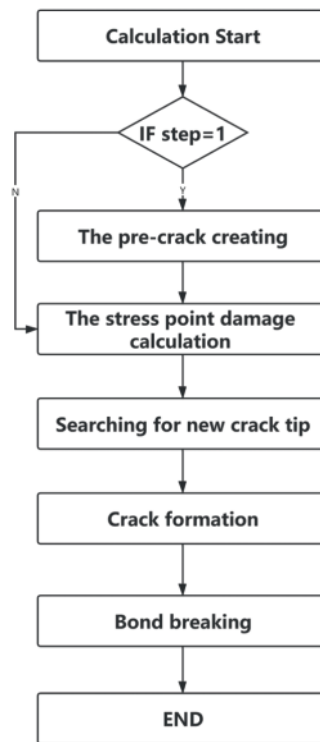 Calculation Start
IF step=1
N
Y
The pre-crack creating
The stress point damage
calculation
Searching for new crack tip
Crack formation
Bond breaking
END